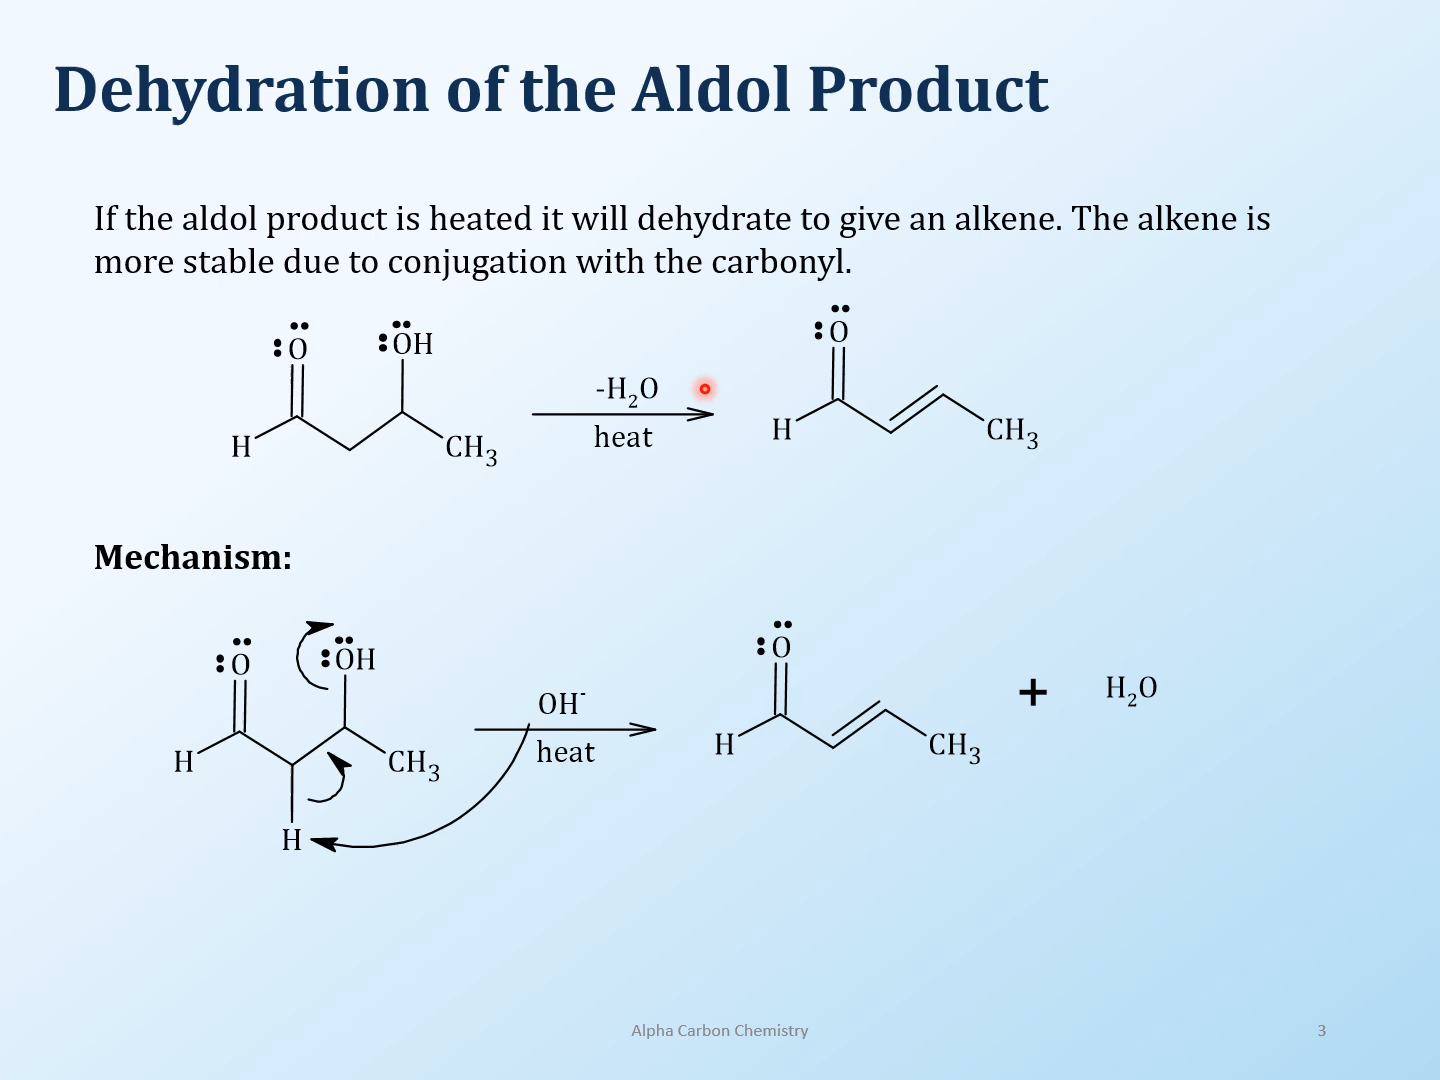 Dehydration of the Aldol Product
If the aldol product is heated it will dehydrate to give an alkene. The alkene is
more stable due to conjugation with the carbonyl.
O
OH
H
CH₃
-H₂O
heat
O
H
CH₃
Mechanism:
O
OH
H
CH₃
H
OH⁻
heat
O
H
CH₃
+
H₂O
Alpha Carbon Chemistry
3